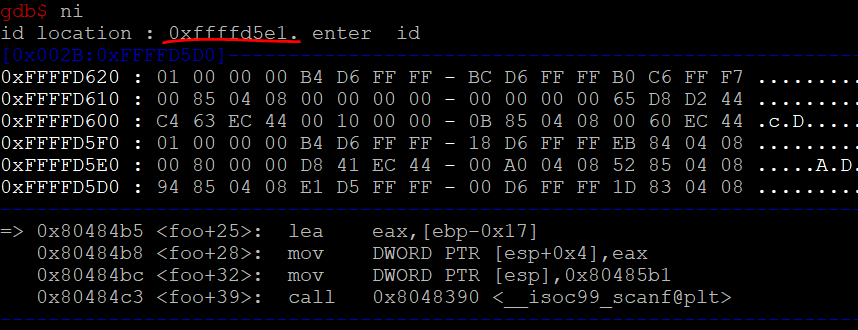 gdb$ ni
id location : 0xffffd5e1. enter  id
[0x002B:0xFFFFD5D0]
0xFFFFD620 : 01 00 00 00 B4 D6 FF FF - BC D6 FF FF B0 C6 FF F7 ..........
0xFFFFD610 : 00 85 04 08 00 00 00 00 - 00 00 00 00 65 D8 D2 44 ..........
0xFFFFD600 : C4 63 EC 44 00 10 00 00 - 0B 85 04 08 00 60 EC 44 .c.D......
0xFFFFD5F0 : 01 00 00 00 B4 D6 FF FF - 18 D6 FF FF EB 84 04 08 ..........
0xFFFFD5E0 : 00 80 00 00 D8 41 EC 44 - 00 A0 04 08 52 85 04 08 .....A.D.
0xFFFFD5D0 : 94 85 04 08 E1 D5 FF FF - 00 D6 FF FF 1D 83 04 08 ..........
=> 0x80484b5 <foo+25>: lea eax,[ebp-0x17]
0x80484b8 <foo+28>: mov DWORD PTR [esp+0x4],eax
0x80484bc <foo+32>: mov DWORD PTR [esp],0x80485b1
0x80484c3 <foo+39>: call 0x8048390 <__isoc99_scanf@plt>